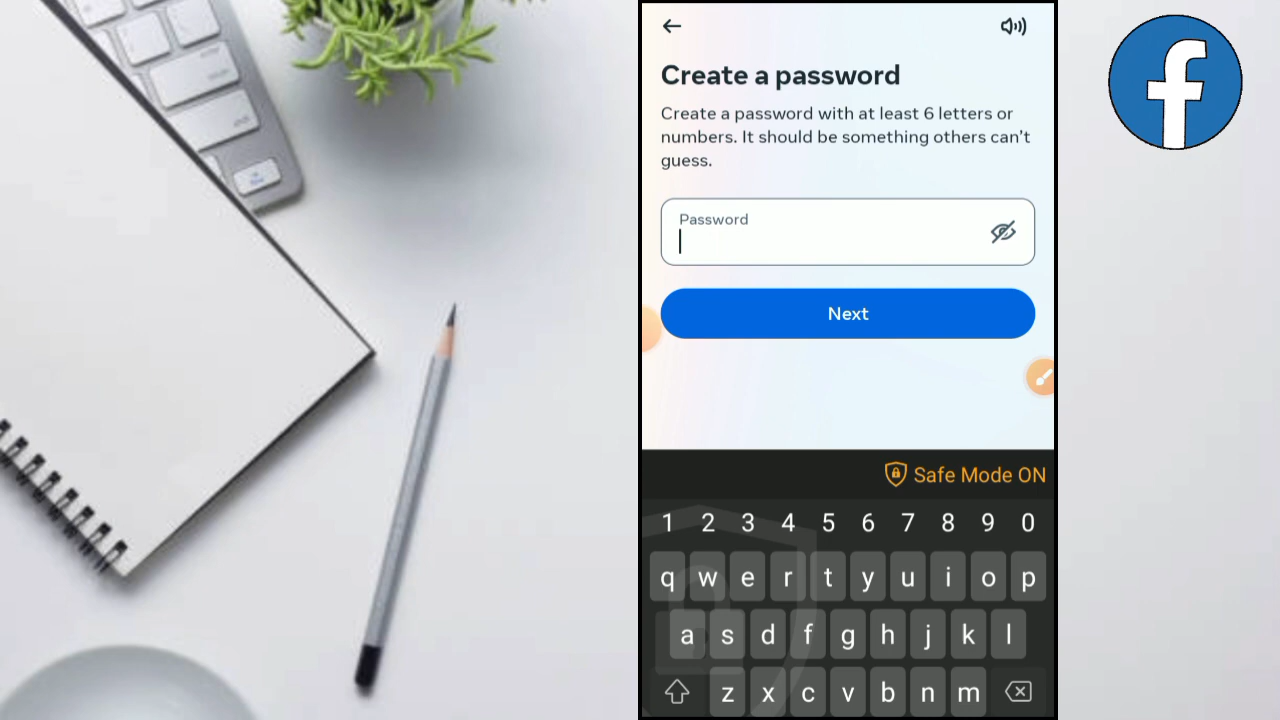 Create a password
Create a password with at least 6 letters or
numbers. It should be something others can't
guess.
Password
Next
Safe Mode ON
1 2 3 4 5 6 7 8 9 0
q w e r t y u i o p
a s d f g h j k l
z x c v b n m
f